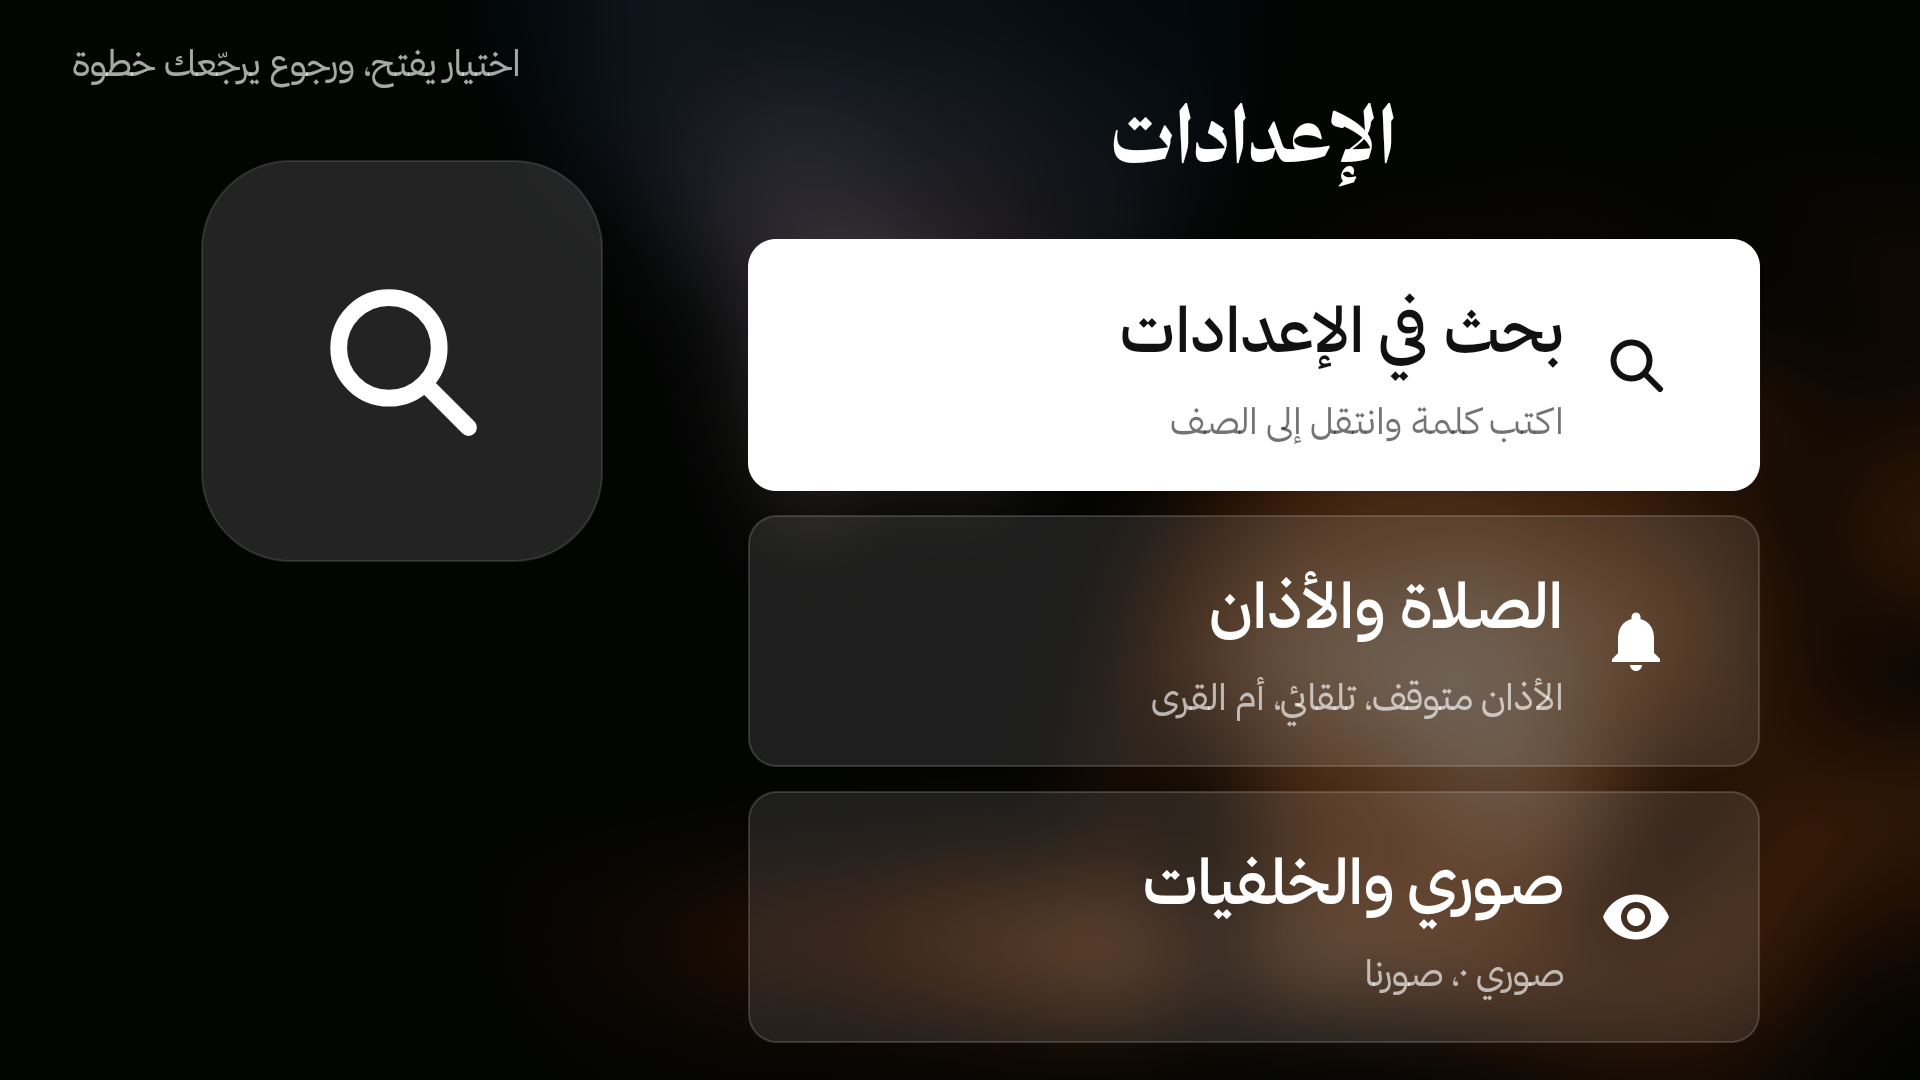 اختيار يفتح، ورجوع يرجّعك خطوة
الإعدادات
بحث في الإعدادات
اكتب كلمة وانتقل إلى الصف
الصلاة والأذان
الأذان متوقف، تلقائي، أم القرى
صوري والخلفيات
صوري ٠، صورنا